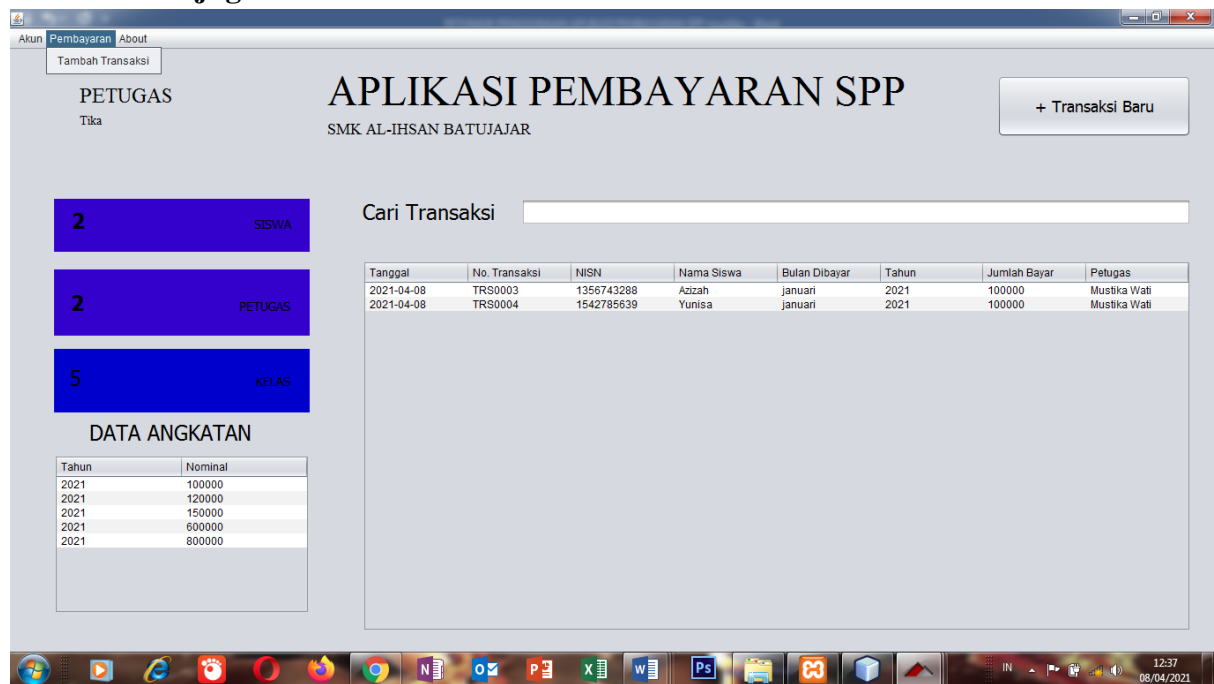 Akun Pembayaran About
Tambah Transaksi
PETUGAS
Tika
APLIKASI PEMBAYARAN SPP
SMK AL-IHSAN BATUJAJAR
+ Transaksi Baru
2 SISWA
2 PETUGAS
5 KELAS
Cari Transaksi
Tanggal No. Transaksi NISN Nama Siswa Bulan Dibayar Tahun Jumlah Bayar Petugas
2021-04-08 TRS0003 1356743288 Azizah januari 2021 100000 Mustika Wati
2021-04-08 TRS0004 1542785639 Yunisa januari 2021 100000 Mustika Wati
DATA ANGKATAN
Tahun Nominal
2021 100000
2021 120000
2021 150000
2021 600000
2021 800000
IN 12:37
08/04/2021